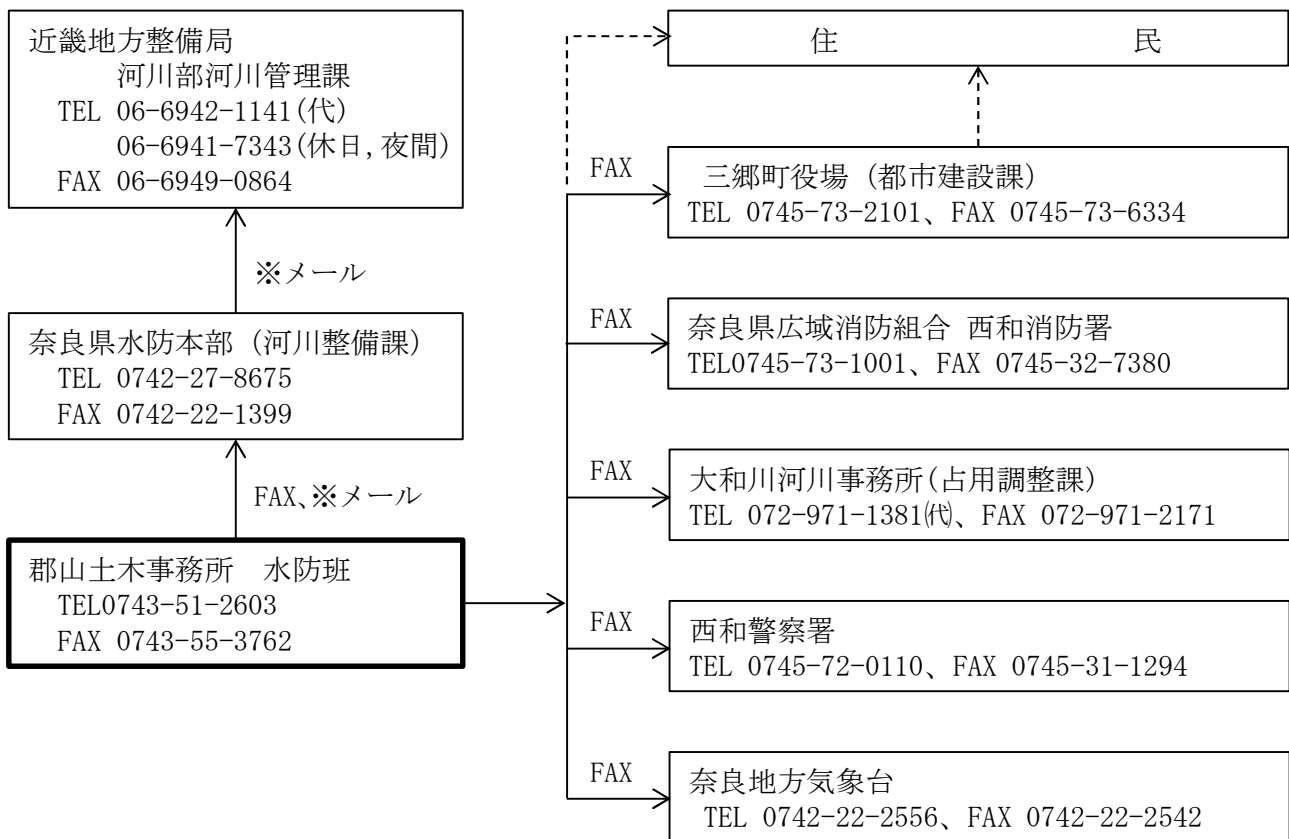 近畿地方整備局
河川部河川管理課
TEL 06-6942-1141(代)
06-6941-7343(休日,夜間)
FAX 06-6949-0864
※メール
奈良県水防本部 (河川整備課)
TEL 0742-27-8675
FAX 0742-22-1399
FAX、※メール
郡山土木事務所　水防班
TEL0743-51-2603
FAX 0743-55-3762
住　　　　民
FAX
三郷町役場 (都市建設課)
TEL 0745-73-2101、FAX 0745-73-6334
FAX
奈良県広域消防組合 西和消防署
TEL0745-73-1001、FAX 0745-32-7380
FAX
大和川河川事務所(占用調整課)
TEL 072-971-1381㈹、FAX 072-971-2171
FAX
西和警察署
TEL 0745-72-0110、FAX 0745-31-1294
FAX
奈良地方気象台
TEL 0742-22-2556、FAX 0742-22-2542